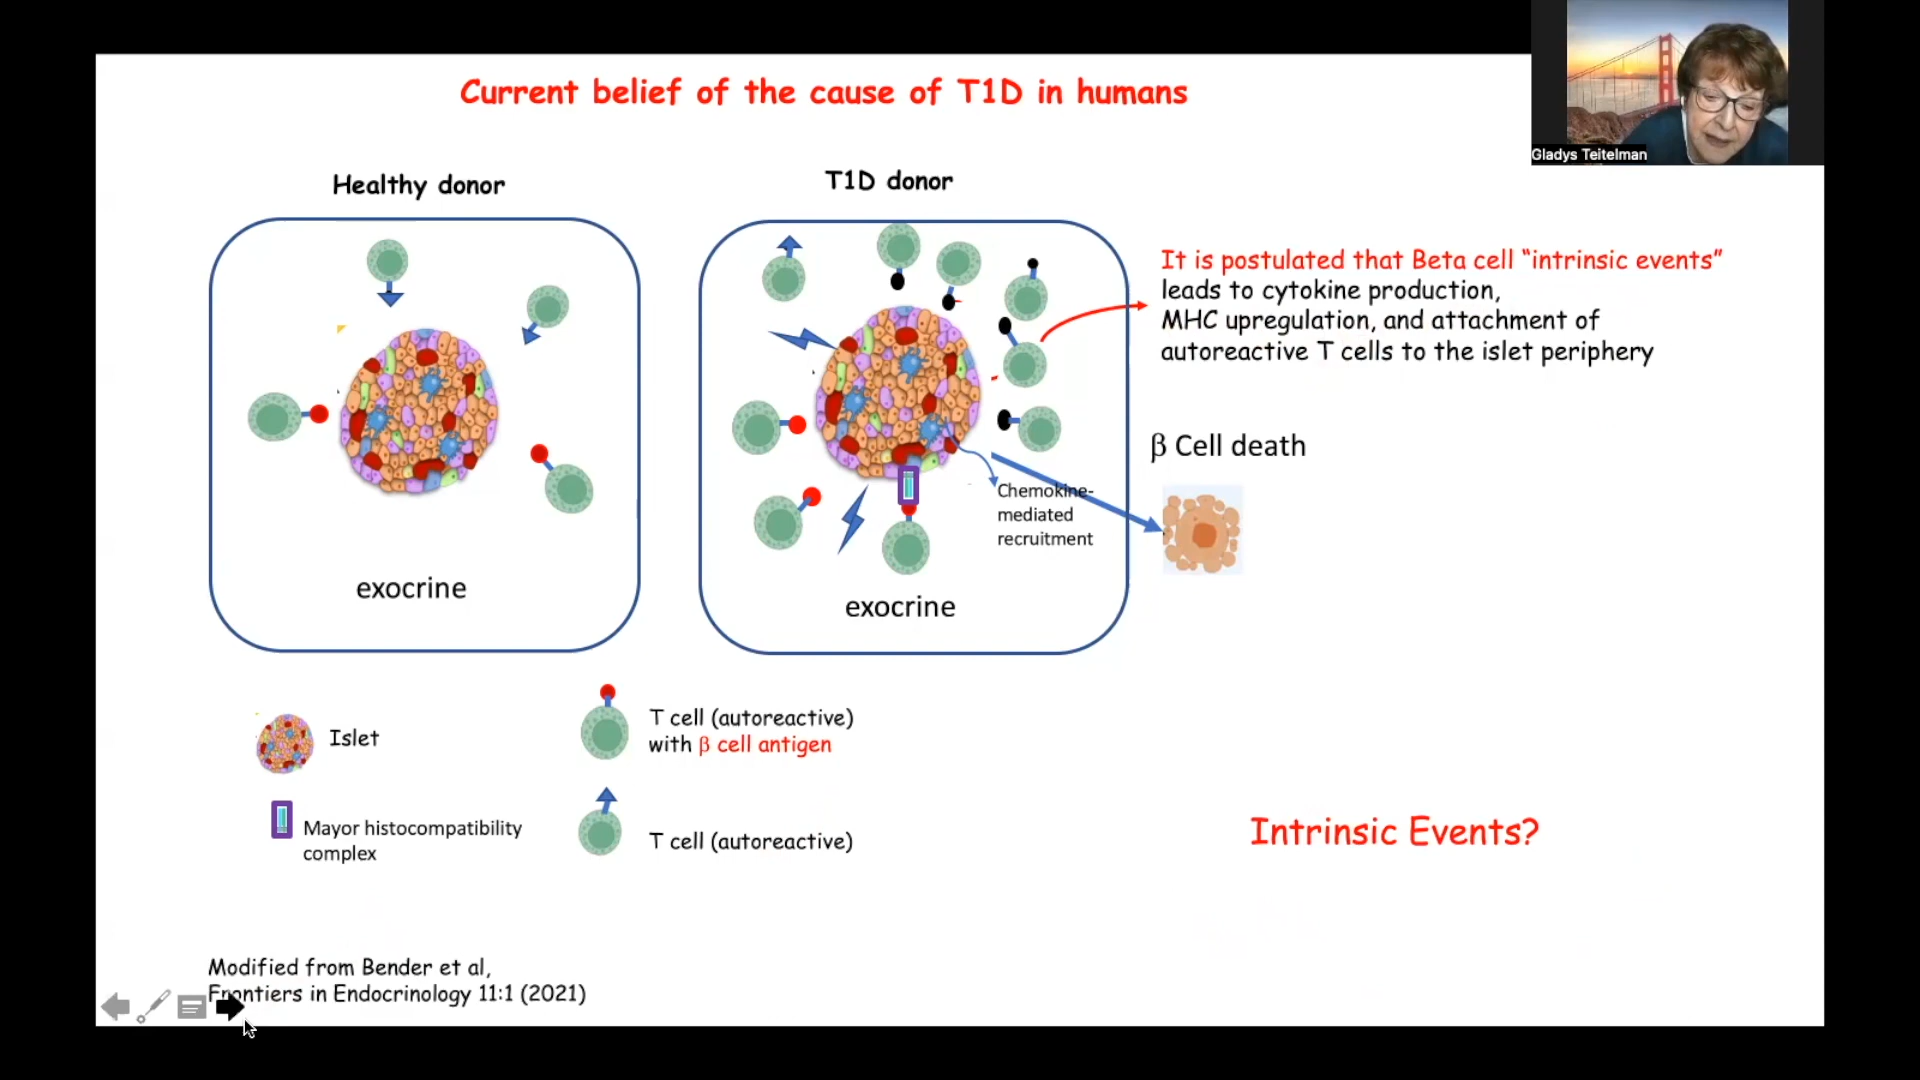 Current belief of the cause of T1D in humans
Gladys Teitelman
Healthy donor
T1D donor
It is postulated that Beta cell “intrinsic events”
leads to cytokine production,
MHC upregulation, and attachment of
autoreactive T cells to the islet periphery
β Cell death
Chemokine-
mediated
recruitment
exocrine
exocrine
Islet
T cell (autoreactive)
with β cell antigen
Mayor histocompatibility
complex
T cell (autoreactive)
Intrinsic Events?
Modified from Bender et al,
Frontiers in Endocrinology 11:1 (2021)